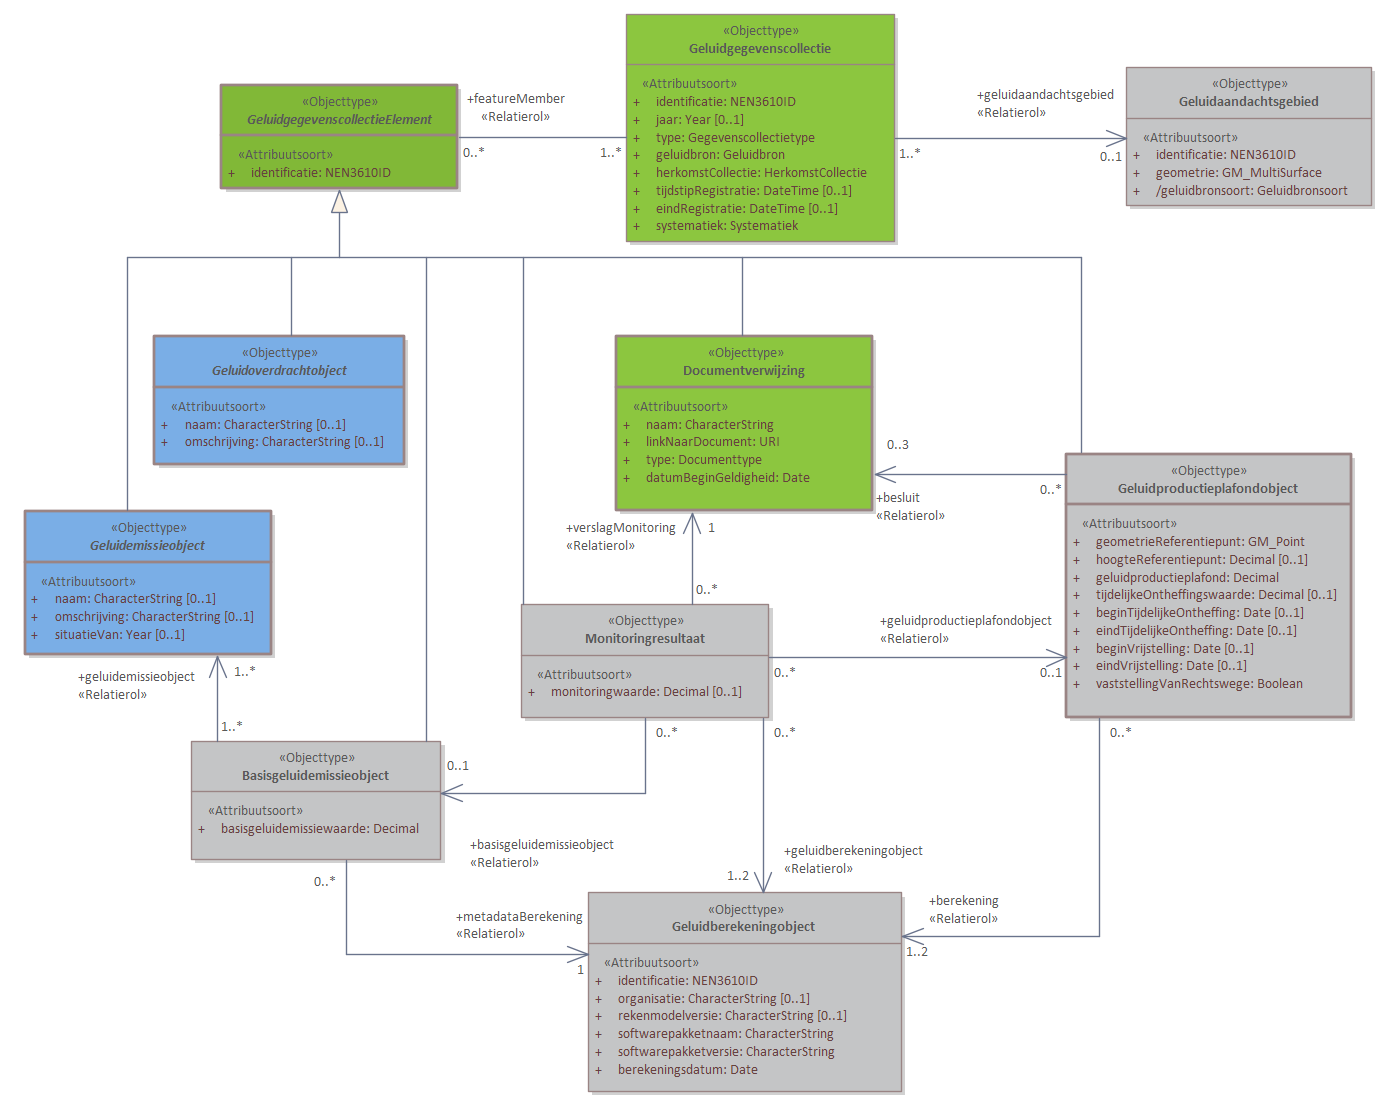 «Objecttype»
Geluidgegevenscollectie
«Attribuutsoort»
+ identificatie: NEN3610ID
+ jaar: Year [0..1]
+ type: Gegevenscollectietype
+ geluidbron: Geluidbron
+ herkomstCollectie: HerkomstCollectie
+ tijdstipRegistratie: DateTime [0..1]
+ eindRegistratie: DateTime [0..1]
+ systematiek: Systematiek
«Objecttype»
GeluidgegevenscollectieElement
«Attribuutsoort»
+ identificatie: NEN3610ID
+featureMember
«Relatierol»
0..*
1..*
+geluidaandachtsgebied
«Relatierol»
1..*
0..1
«Objecttype»
Geluidaandachtsgebied
«Attribuutsoort»
+ identificatie: NEN3610ID
+ geometrie: GM_MultiSurface
+ /geluidbronsoort: Geluidbronsoort
«Objecttype»
Geluidoverdrachtobject
«Attribuutsoort»
+ naam: CharacterString [0..1]
+ omschrijving: CharacterString [0..1]
«Objecttype»
Documentverwijzing
«Attribuutsoort»
+ naam: CharacterString
+ linkNaarDocument: URI
+ type: Documenttype
+ datumBeginGeldigheid: Date
0..3
0..*
+besluit
«Relatierol»
«Objecttype»
Geluidproductieplafondobject
«Attribuutsoort»
+ geometrieReferentiepunt: GM_Point
+ hoogteReferentiepunt: Decimal [0..1]
+ geluidproductieplafond: Decimal
+ tijdelijkeOntheffingswaarde: Decimal [0..1]
+ beginTijdelijkeOntheffing: Date [0..1]
+ eindTijdelijkeOntheffing: Date [0..1]
+ beginVrijstelling: Date [0..1]
+ eindVrijstelling: Date [0..1]
+ vaststellingVanRechtswege: Boolean
«Objecttype»
Geluidemissieobject
«Attribuutsoort»
+ naam: CharacterString [0..1]
+ omschrijving: CharacterString [0..1]
+ situatieVan: Year [0..1]
+verslagMonitoring
«Relatierol»
1
0..*
«Objecttype»
Monitoringresultaat
«Attribuutsoort»
+ monitoringwaarde: Decimal [0..1]
+geluidproductieplafondobject
«Relatierol»
0..*
0..1
+geluidemissieobject
«Relatierol»
1..*
1..*
0..*
0..*
0..*
«Objecttype»
Basisgeluidemissieobject
«Attribuutsoort»
+ basisgeluidemissiewaarde: Decimal
0..1
+basisgeluidemissieobject
«Relatierol»
+geluidberekeningobject
«Relatierol»
1..2
0..*
+metadataBerekening
«Relatierol»
1
+berekening
«Relatierol»
1..2
«Objecttype»
Geluidberekeningobject
«Attribuutsoort»
+ identificatie: NEN3610ID
+ organisatie: CharacterString [0..1]
+ rekenmodelversie: CharacterString [0..1]
+ softwarepakketnaam: CharacterString
+ softwarepakketversie: CharacterString
+ berekeningsdatum: Date